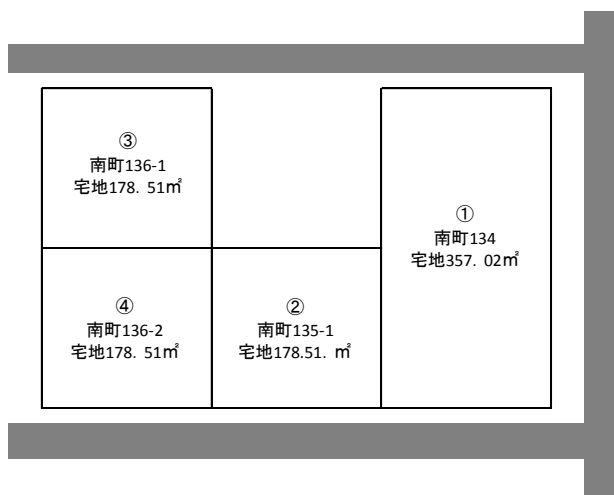 ③
南町136-1
宅地178. 51㎡
①
南町134
宅地357. 02㎡
④
南町136-2
宅地178. 51㎡
②
南町135-1
宅地178.51. ㎡